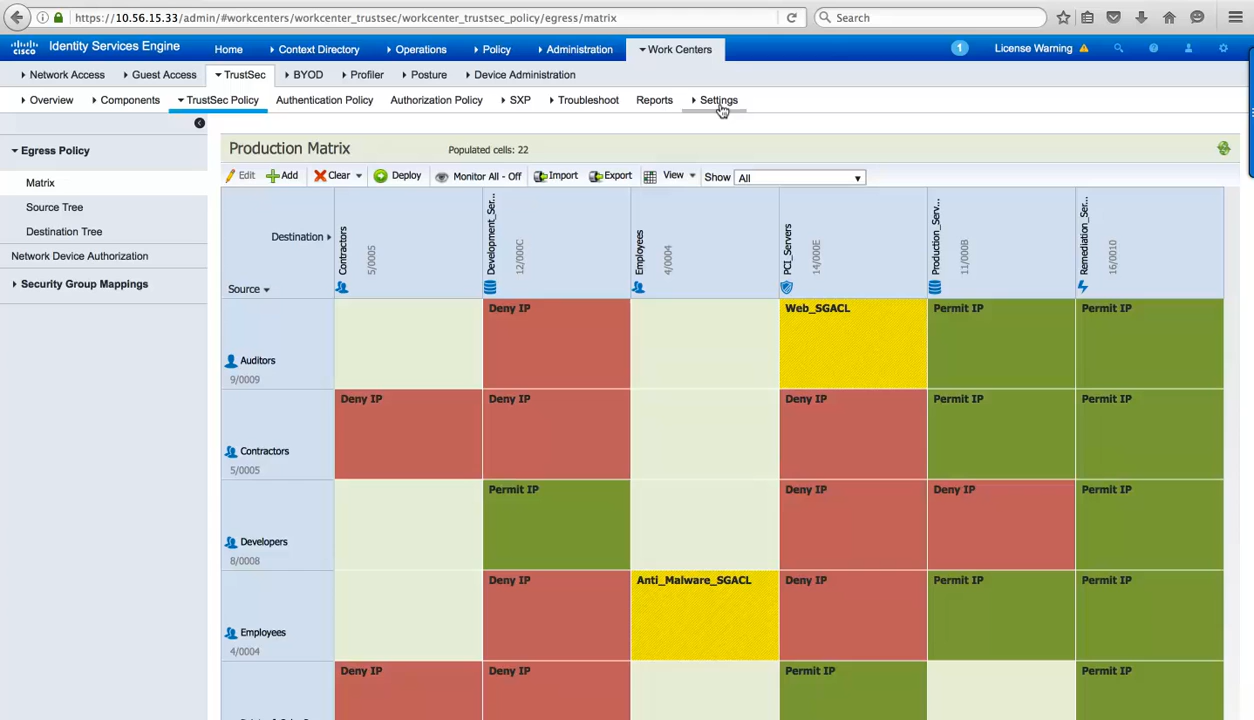 https://10.56.15.33/admin/#workcenters/workcenter_trustsec/workcenter_trustsec_policy/egress/matrix
Search
CISCO Identity Services Engine Home Context Directory Operations Policy Administration Work Centers 1 License Warning
Network Access Guest Access TrustSec BYOD Profiler Posture Device Administration
Overview Components TrustSec Policy Authentication Policy Authorization Policy SXP Troubleshoot Reports Settings
Egress Policy
Matrix
Source Tree
Destination Tree
Network Device Authorization
Security Group Mappings
Production Matrix Populated cells: 22
Edit Add Clear Deploy Monitor All - Off Import Export View Show All
Destination
Source
Contractors
5/0005
Development_Ser...
12/000C
Employees
4/0004
PCI_Servers
14/000E
Production_Serv...
11/000B
Remediation_Ser...
16/0010
Auditors
9/0009
Deny IP Web_SGACL Permit IP Permit IP
Contractors
5/0005
Deny IP Deny IP Deny IP Permit IP Permit IP
Developers
8/0008
Permit IP Deny IP Deny IP Permit IP
Employees
4/0004
Deny IP Anti_Malware_SGACL Deny IP Permit IP Permit IP
Deny IP Deny IP Permit IP Permit IP